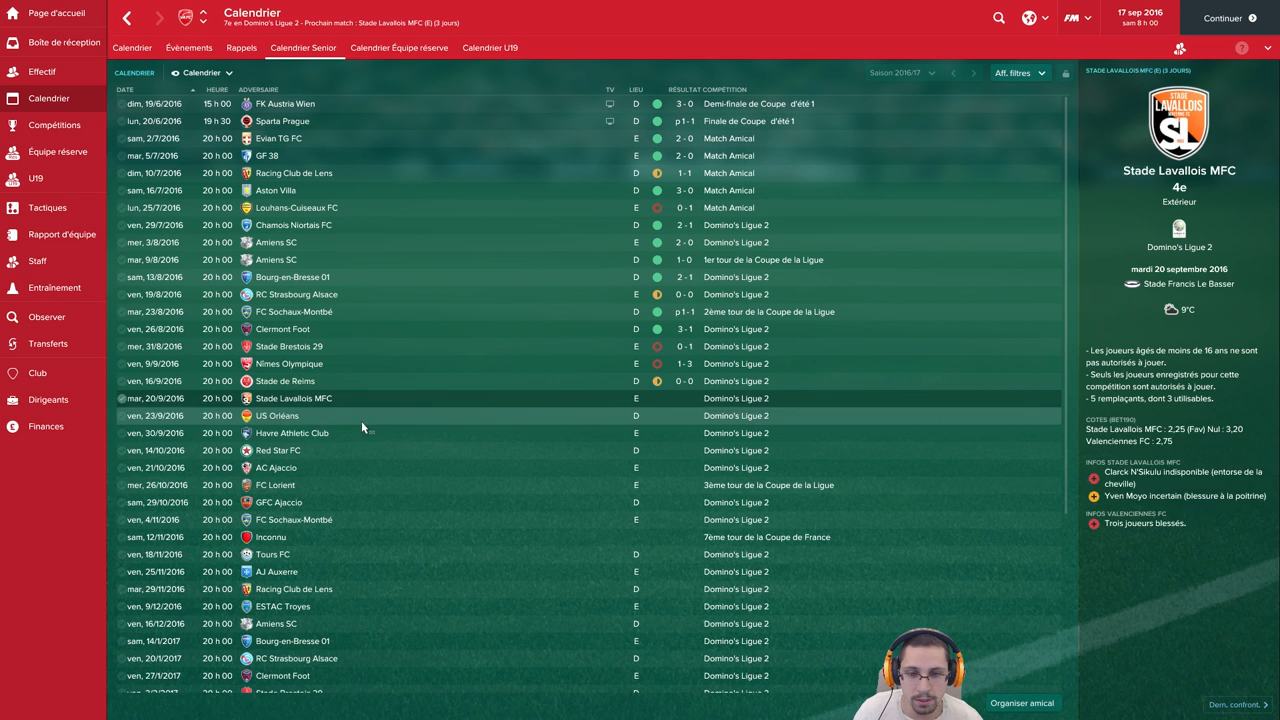 Page d'accueil
Boîte de réception
Effectif
Calendrier
Compétitions
Équipe réserve
U19
Tactiques
Rapport d'équipe
Staff
Entraînement
Observer
Transferts
Club
Dirigeants
Finances
Calendrier
7e en Domino's Ligue 2 - Prochain match : Stade Lavallois MFC (E) (3 jours)
FM
17 sep 2016
sam 8 h 00
Continuer
Calendrier Évènements Rappels Calendrier Senior Calendrier Équipe réserve Calendrier U19
CALENDRIER Calendrier Saison 2016/17 Aff. filtres
DATE HEURE ADVERSAIRE TV LIEU RÉSULTAT COMPÉTITION
dim, 19/6/2016 15 h 00 FK Austria Wien D 3 - 0 Demi-finale de Coupe d'été 1
lun, 20/6/2016 19 h 30 Sparta Prague D p 1 - 1 Finale de Coupe d'été 1
sam, 2/7/2016 20 h 00 Evian TG FC E 2 - 0 Match Amical
mar, 5/7/2016 20 h 00 GF 38 E 2 - 0 Match Amical
dim, 10/7/2016 20 h 00 Racing Club de Lens D 1 - 1 Match Amical
sam, 16/7/2016 20 h 00 Aston Villa D 3 - 0 Match Amical
lun, 25/7/2016 20 h 00 Louhans-Cuiseaux FC E 0 - 1 Match Amical
ven, 29/7/2016 20 h 00 Chamois Niortais FC D 2 - 1 Domino's Ligue 2
mer, 3/8/2016 20 h 00 Amiens SC E 2 - 0 Domino's Ligue 2
mar, 9/8/2016 20 h 00 Amiens SC D 1 - 0 1er tour de la Coupe de la Ligue
sam, 13/8/2016 20 h 00 Bourg-en-Bresse 01 D 2 - 1 Domino's Ligue 2
ven, 19/8/2016 20 h 00 RC Strasbourg Alsace E 0 - 0 Domino's Ligue 2
mar, 23/8/2016 20 h 00 FC Sochaux-Montbé D p 1 - 1 2ème tour de la Coupe de la Ligue
ven, 26/8/2016 20 h 00 Clermont Foot D 3 - 1 Domino's Ligue 2
mer, 31/8/2016 20 h 00 Stade Brestois 29 E 0 - 1 Domino's Ligue 2
ven, 9/9/2016 20 h 00 Nîmes Olympique E 1 - 3 Domino's Ligue 2
ven, 16/9/2016 20 h 00 Stade de Reims D 0 - 0 Domino's Ligue 2
mar, 20/9/2016 20 h 00 Stade Lavallois MFC E Domino's Ligue 2
ven, 23/9/2016 20 h 00 US Orléans D Domino's Ligue 2
ven, 30/9/2016 20 h 00 Havre Athletic Club E Domino's Ligue 2
ven, 14/10/2016 20 h 00 Red Star FC D Domino's Ligue 2
ven, 21/10/2016 20 h 00 AC Ajaccio E Domino's Ligue 2
mer, 26/10/2016 20 h 00 FC Lorient E 3ème tour de la Coupe de la Ligue
sam, 29/10/2016 20 h 00 GFC Ajaccio D Domino's Ligue 2
ven, 4/11/2016 20 h 00 FC Sochaux-Montbé E Domino's Ligue 2
sam, 12/11/2016 20 h 00 Inconnu 7ème tour de la Coupe de France
ven, 18/11/2016 20 h 00 Tours FC D Domino's Ligue 2
ven, 25/11/2016 20 h 00 AJ Auxerre E Domino's Ligue 2
mar, 29/11/2016 20 h 00 Racing Club de Lens D Domino's Ligue 2
ven, 9/12/2016 20 h 00 ESTAC Troyes E Domino's Ligue 2
ven, 16/12/2016 20 h 00 Amiens SC D Domino's Ligue 2
sam, 14/1/2017 20 h 00 Bourg-en-Bresse 01 E Domino's Ligue 2
ven, 20/1/2017 20 h 00 RC Strasbourg Alsace D Domino's Ligue 2
ven, 27/1/2017 20 h 00 Clermont Foot E Domino's Ligue 2
Organiser amical
STADE LAVALLOIS MFC (E) (3 JOURS)
STADE LAVALLOIS
SL
Stade Lavallois MFC
4e
Extérieur
Domino's Ligue 2
mardi 20 septembre 2016
Stade Francis Le Basser
9°C
- Les joueurs âgés de moins de 16 ans ne sont
pas autorisés à jouer.
- Seuls les joueurs enregistrés pour cette
compétition sont autorisés à jouer.
- 5 remplaçants, dont 3 utilisables.
COTES (BET190)
Stade Lavallois MFC : 2,25 (Fav) Nul : 3,20
Valenciennes FC : 2,75
INFOS STADE LAVALLOIS MFC
Clarck N'Sikulu indisponible (entorse de la
cheville)
Yven Moyo incertain (blessure à la poitrine)
INFOS VALENCIENNES FC
Trois joueurs blessés.
Dern. confront.